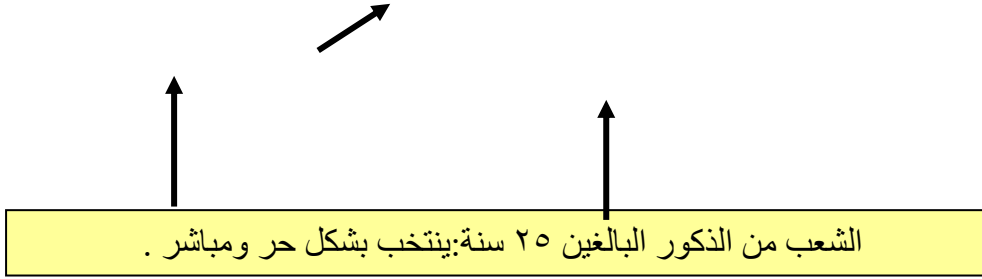 الشعب من الذكور البالغين ٢٥ سنة:ينتخب بشكل حر ومباشر .